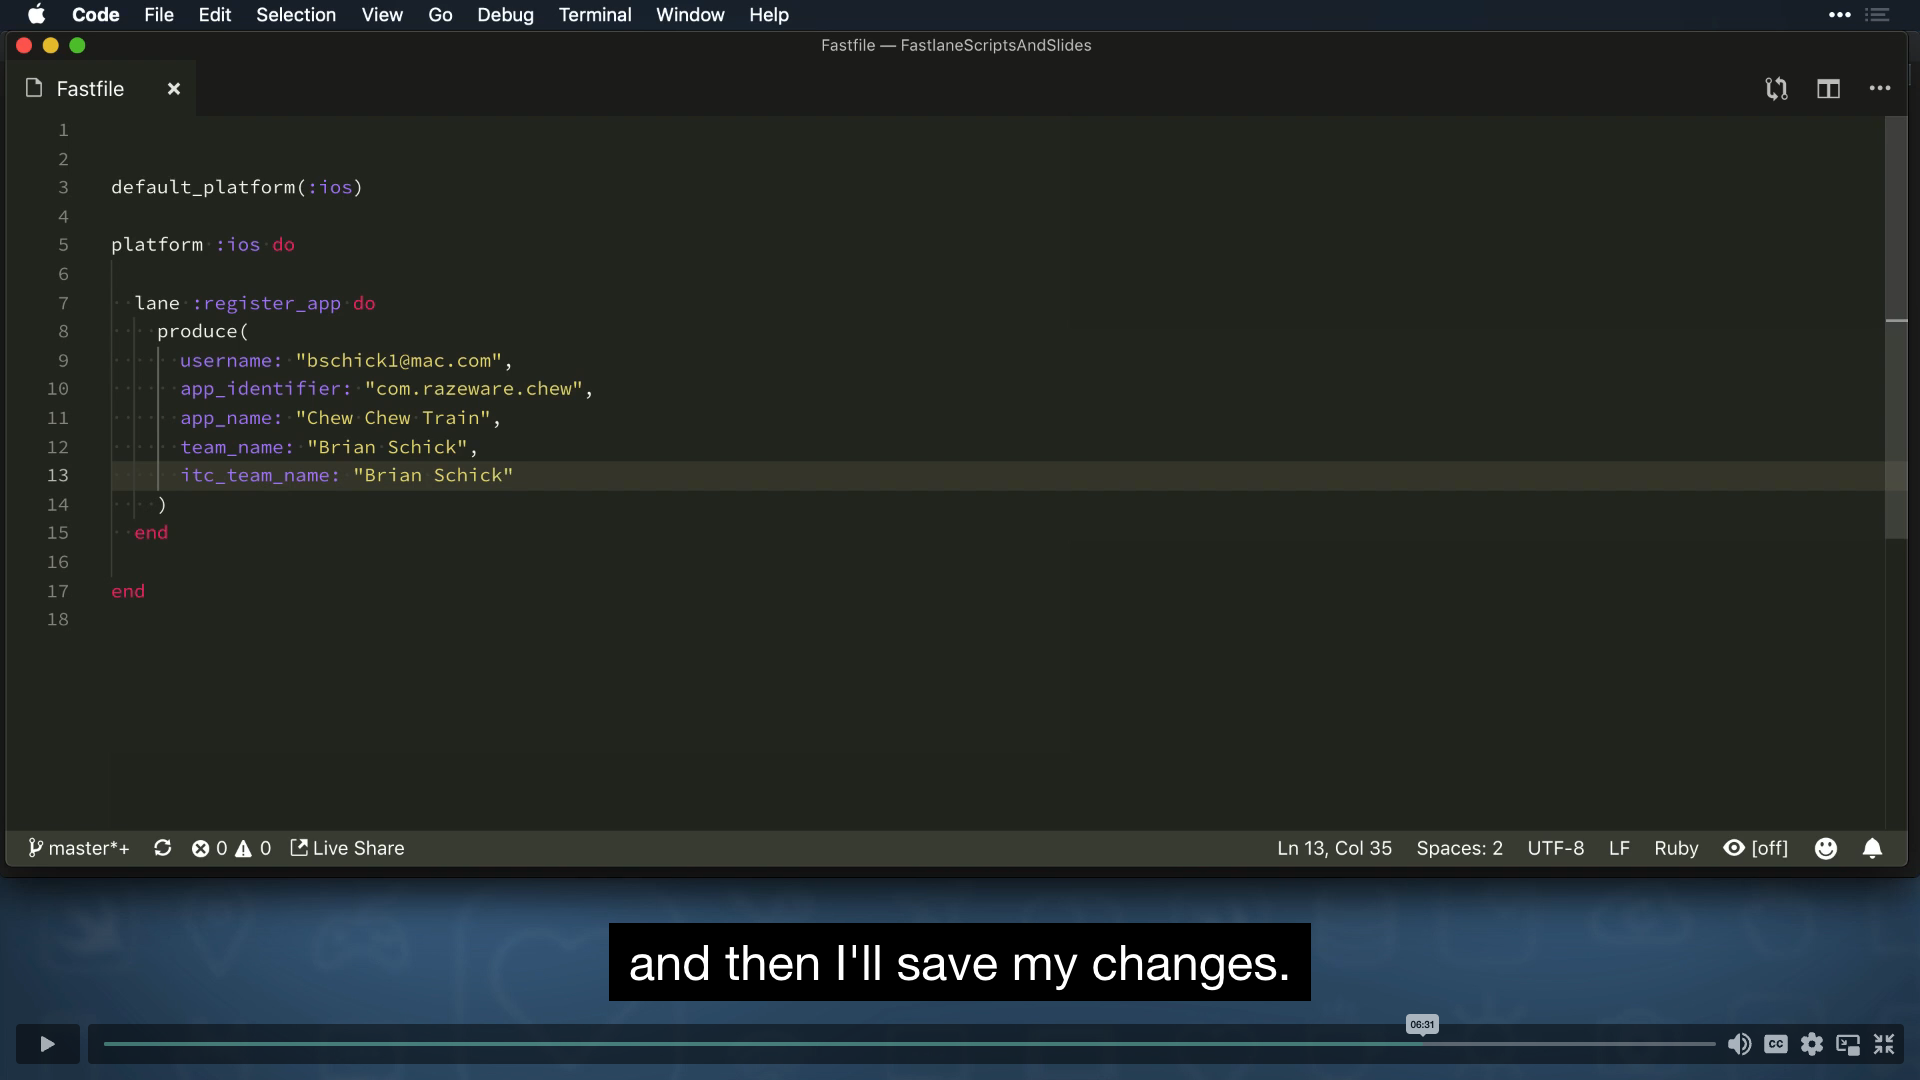 Code File Edit Selection View Go Debug Terminal Window Help
Fastfile — FastlaneScriptsAndSlides
Fastfile
1
2
3 default_platform(:ios)
4
5 platform :ios do
6
7 lane :register_app do
8 produce(
9 username: "bschick1@mac.com",
10 app_identifier: "com.razeware.chew",
11 app_name: "Chew Chew Train",
12 team_name: "Brian Schick",
13 itc_team_name: "Brian Schick"
14 )
15 end
16
17 end
18
master*+ 0 0 Live Share Ln 13, Col 35 Spaces: 2 UTF-8 LF Ruby [off]
and then I'll save my changes.
06:31
CC